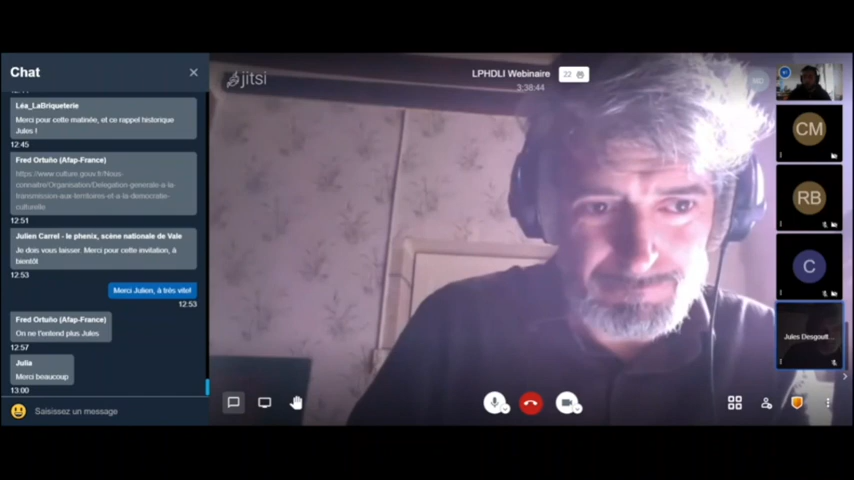 Chat
Léa_LaBriqueterie
Merci pour cette matinée, et ce rappel historique
Jules !
12:45
Fred Ortuño (Afap-France)
https://www.culture.gouv.fr/Nous-
connaitre/Organisation/Delegation-generale-a-la
transmission-aux-territoires-et-a-la-democratie-
culturelle
12:51
Julien Carrel - le phenix, scène nationale de Vale
Je dois vous laisser. Merci pour cette invitation, à
bientôt
12:53
Merci Julien, à très vite!
12:53
Fred Ortuño (Afap-France)
On ne t'entend plus Jules
12:57
Julia
Merci beaucoup
13:00
Saisissez un message
jitsi
LPHDLI Webinaire
22
3:38:44
CM
RB
C
Jules Desgoutt...